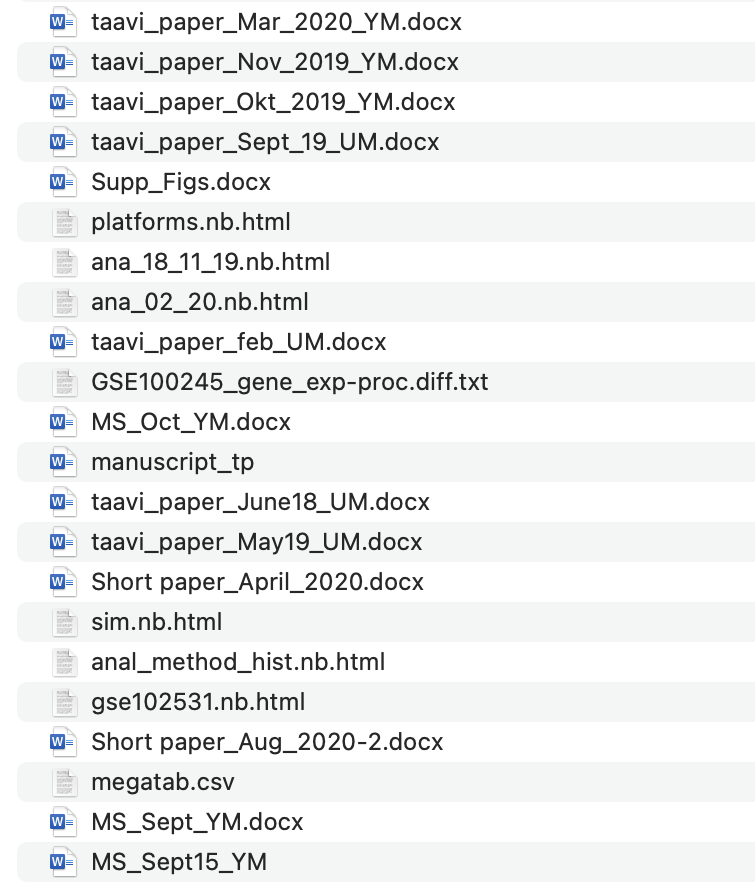 taavi_paper_Mar_2020_YM.docx
taavi_paper_Nov_2019_YM.docx
taavi_paper_Okt_2019_YM.docx
taavi_paper_Sept_19_UM.docx
Supp_Figs.docx
platforms.nb.html
ana_18_11_19.nb.html
ana_02_20.nb.html
taavi_paper_feb_UM.docx
GSE100245_gene_exp-proc.diff.txt
MS_Oct_YM.docx
manuscript_tp
taavi_paper_June18_UM.docx
taavi_paper_May19_UM.docx
Short paper_April_2020.docx
sim.nb.html
anal_method_hist.nb.html
gse102531.nb.html
Short paper_Aug_2020-2.docx
megatab.csv
MS_Sept_YM.docx
MS_Sept15_YM